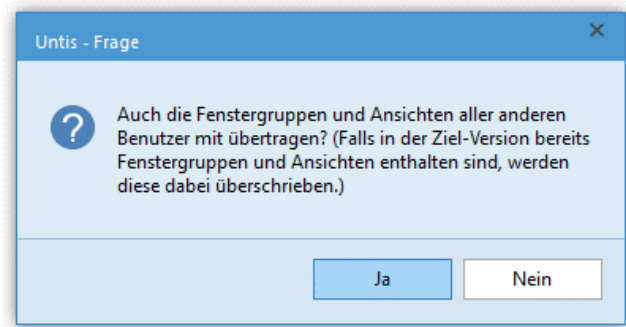 Untis - Frage
Auch die Fenstergruppen und Ansichten aller anderen
Benutzer mit übertragen? (Falls in der Ziel-Version bereits
Fenstergruppen und Ansichten enthalten sind, werden
diese dabei überschrieben.)
Ja
Nein